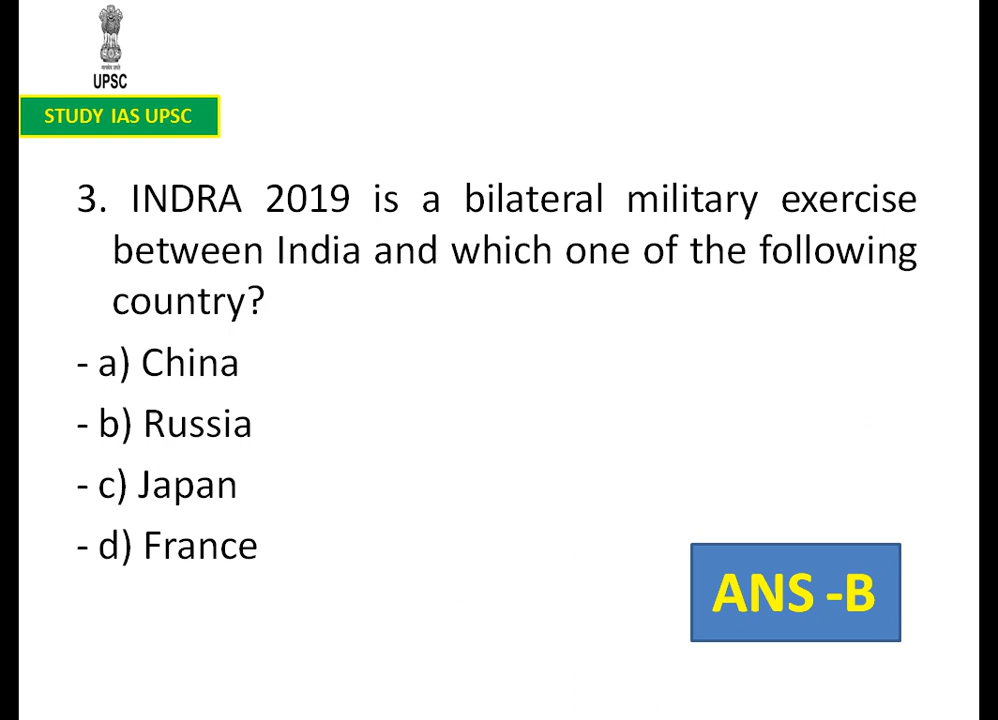 UPSC
STUDY IAS UPSC
3. INDRA 2019 is a bilateral military exercise
between India and which one of the following
country?
- a) China
- b) Russia
- c) Japan
- d) France
ANS -B